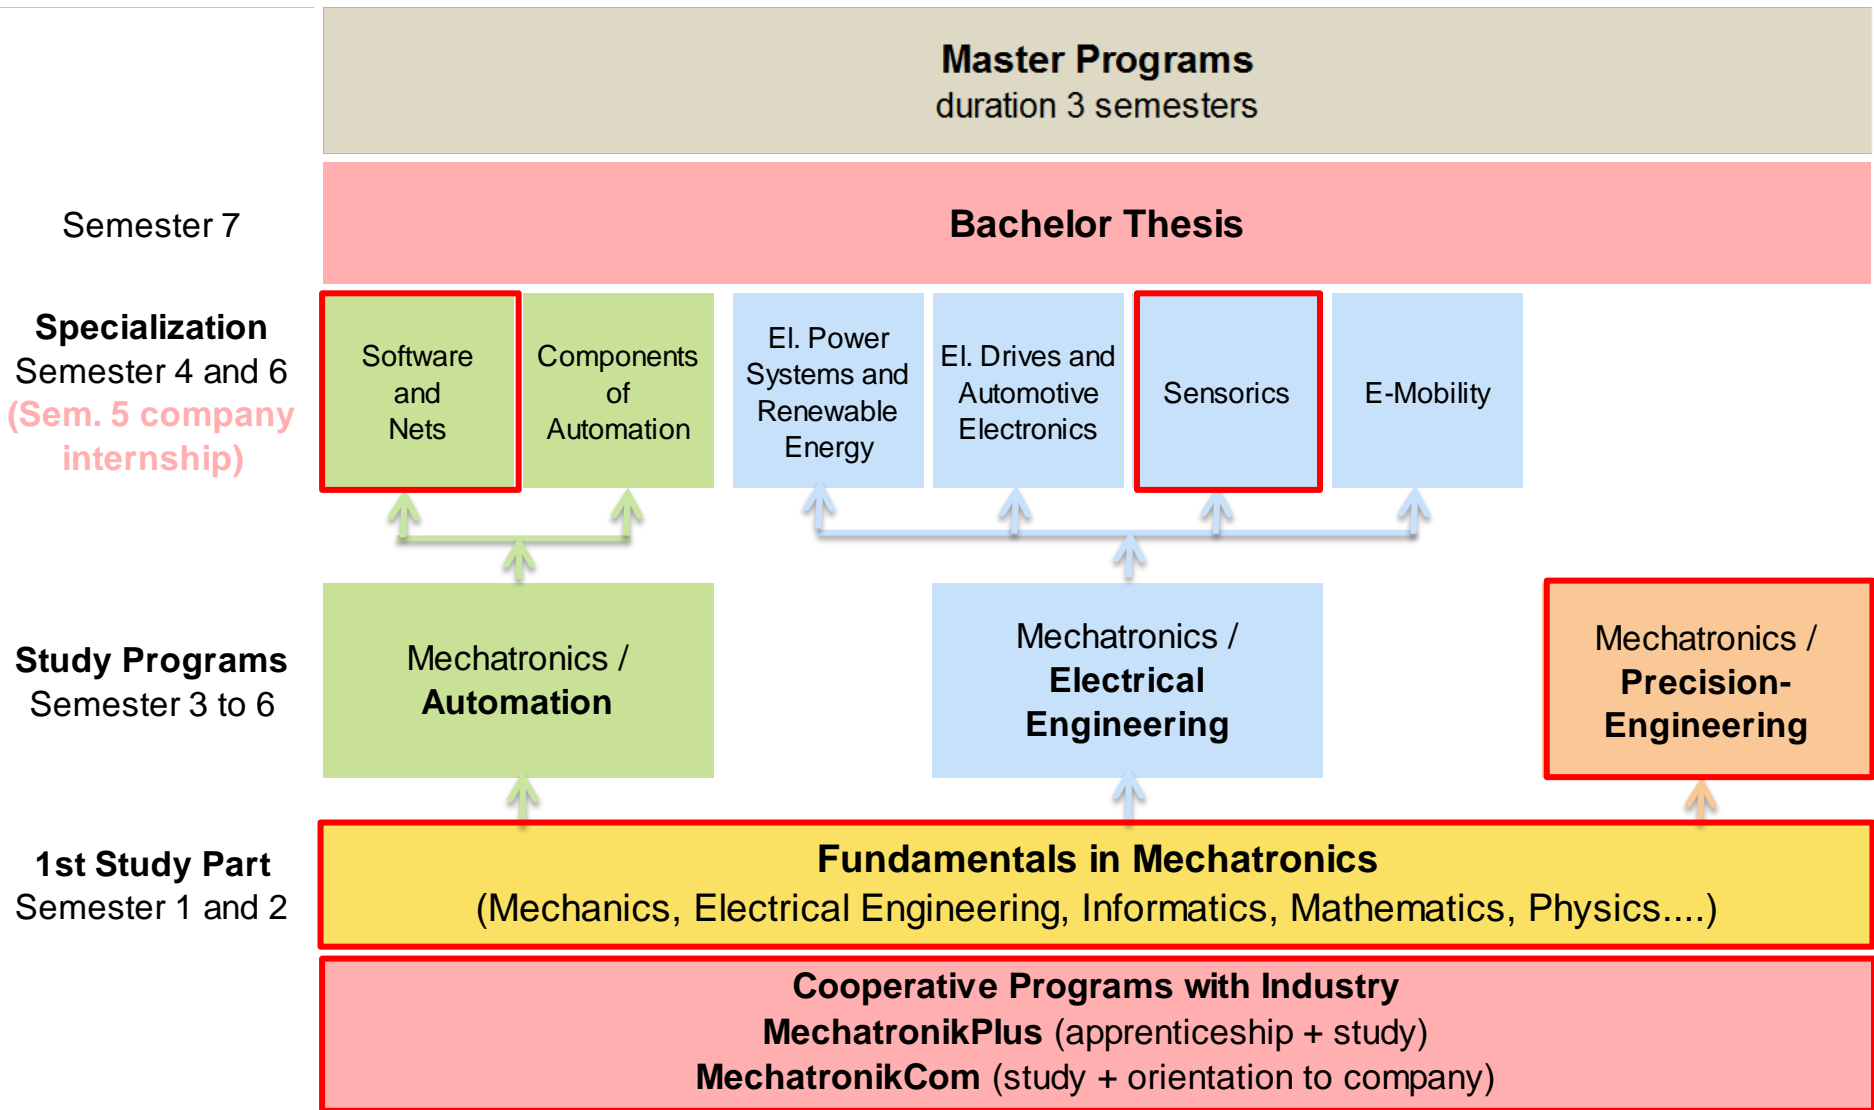 Master Programs
duration 3 semesters
Semester 7
Bachelor Thesis
Specialization
Semester 4 and 6
(Sem. 5 company
internship)
Software
and
Nets
Components
of
Automation
El. Power
Systems and
Renewable
Energy
El. Drives and
Automotive
Electronics
Sensorics
E-Mobility
Study Programs
Semester 3 to 6
Mechatronics /
Automation
Mechatronics /
Electrical
Engineering
Mechatronics /
Precision-
Engineering
1st Study Part
Semester 1 and 2
Fundamentals in Mechatronics
(Mechanics, Electrical Engineering, Informatics, Mathematics, Physics....)
Cooperative Programs with Industry
MechatronikPlus (apprenticeship + study)
MechatronikCom (study + orientation to company)